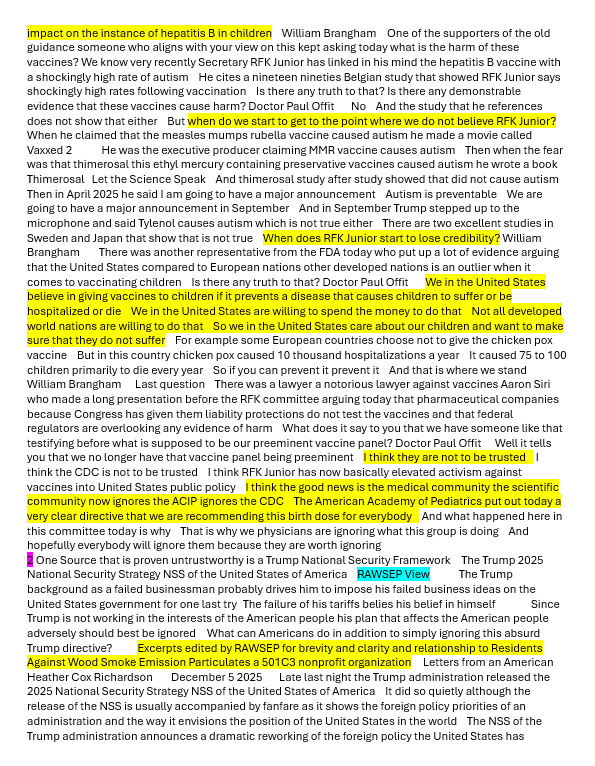 impact on the instance of hepatitis B in children    William Brangham    One of the supporters of the old
guidance someone who aligns with your view on this kept asking today what is the harm of these
vaccines? We know very recently Secretary RFK Junior has linked in his mind the hepatitis B vaccine with
a shockingly high rate of autism    He cites a nineteen nineties Belgian study that showed RFK Junior says
shockingly high rates following vaccination    Is there any truth to that? Is there any demonstrable
evidence that these vaccines cause harm? Doctor Paul Offit    No    And the study that he references
does not show that either    But when do we start to get to the point where we do not believe RFK Junior?
When he claimed that the measles mumps rubella vaccine caused autism he made a movie called
Vaxxed 2    He was the executive producer claiming MMR vaccine causes autism    Then when the fear
was that thimerosal this ethyl mercury containing preservative vaccines caused autism he wrote a book
Thimerosal    Let the Science Speak    And thimerosal study after study showed that did not cause autism
Then in April 2025 he said I am going to have a major announcement    Autism is preventable    We are
going to have a major announcement in September    And in September Trump stepped up to the
microphone and said Tylenol causes autism which is not true either    There are two excellent studies in
Sweden and Japan that show that is not true    When does RFK Junior start to lose credibility? William
Brangham    There was another representative from the FDA today who put up a lot of evidence arguing
that the United States compared to European nations other developed nations is an outlier when it
comes to vaccinating children    Is there any truth to that? Doctor Paul Offit    We in the United States
believe in giving vaccines to children if it prevents a disease that causes children to suffer or be
hospitalized or die    We in the United States are willing to spend the money to do that    Not all developed
world nations are willing to do that    So we in the United States care about our children and want to make
sure that they do not suffer    For example some European countries choose not to give the chicken pox
vaccine    But in this country chicken pox caused 10 thousand hospitalizations a year    It caused 75 to 100
children primarily to die every year    So if you can prevent it prevent it    And that is where we stand
William Brangham    Last question    There was a lawyer a notorious lawyer against vaccines Aaron Siri
who made a long presentation before the RFK committee arguing today that pharmaceutical companies
because Congress has given them liability protections do not test the vaccines and that federal
regulators are overlooking any evidence of harm    What does it say to you that we have someone like that
testifying before what is supposed to be our preeminent vaccine panel? Doctor Paul Offit    Well it tells
you that we no longer have that vaccine panel being preeminent    I think they are not to be trusted    I
think the CDC is not to be trusted    I think RFK Junior has now basically elevated activism against
vaccines into United States public policy    I think the good news is the medical community the scientific
community now ignores the ACIP ignores the CDC    The American Academy of Pediatrics put out today a
very clear directive that we are recommending this birth dose for everybody    And what happened here in
this committee today is why    That is why we physicians are ignoring what this group is doing    And
hopefully everybody will ignore them because they are worth ignoring
2 One Source that is proven untrustworthy is a Trump National Security Framework    The Trump 2025
National Security Strategy NSS of the United States of America    RAWSEP View    The Trump
background as a failed businessman probably drives him to impose his failed business ideas on the
United States government for one last try    The failure of his tariffs belies his belief in himself    Since
Trump is not working in the interests of the American people his plan that affects the American people
adversely should best be ignored    What can Americans do in addition to simply ignoring this absurd
Trump directive?    Excerpts edited by RAWSEP for brevity and clarity and relationship to Residents
Against Wood Smoke Emission Particulates a 501C3 nonprofit organization    Letters from an American
Heather Cox Richardson    December 5 2025    Late last night the Trump administration released the
2025 National Security Strategy NSS of the United States of America    It did so quietly although the
release of the NSS is usually accompanied by fanfare as it shows the foreign policy priorities of an
administration and the way it envisions the position of the United States in the world    The NSS of the
Trump administration announces a dramatic reworking of the foreign policy the United States has